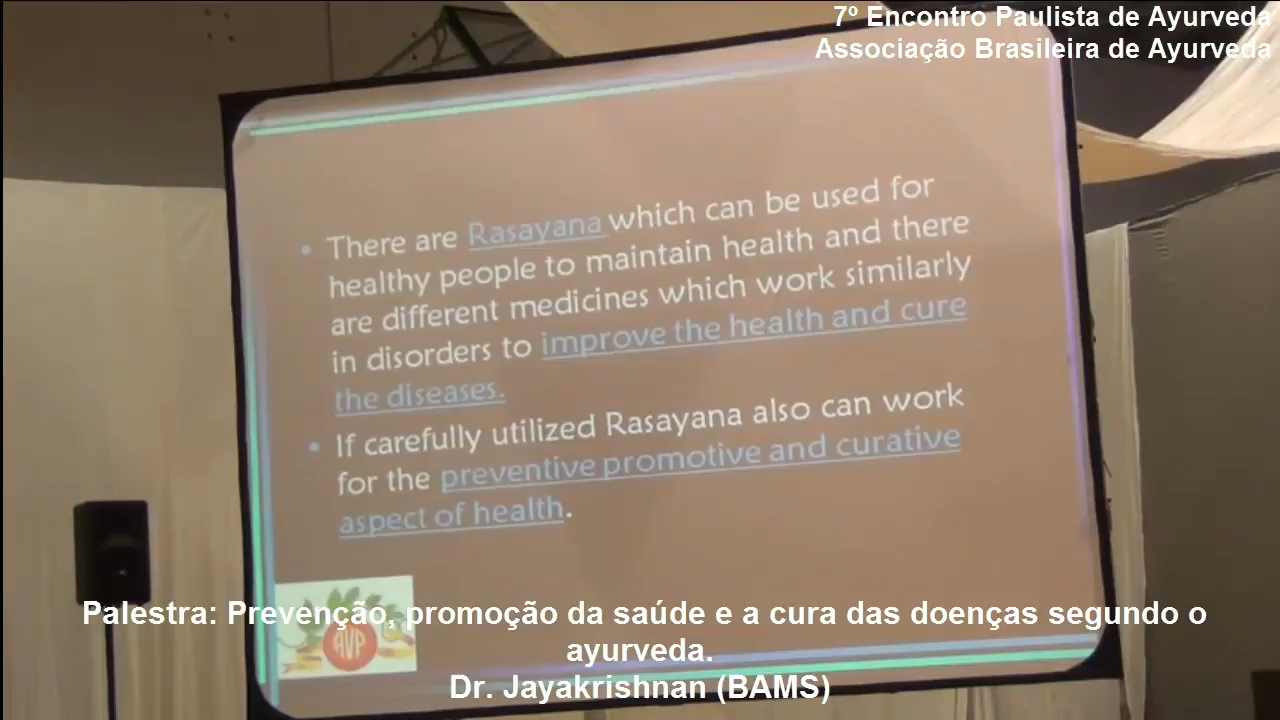 7º Encontro Paulista de Ayurveda
Associação Brasileira de Ayurveda
• There are Rasayana which can be used for
healthy people to maintain health and there
are different medicines which work similarly
in disorders to improve the health and cure
the diseases.
• If carefully utilized Rasayana also can work
for the preventive promotive and curative
aspect of health.
AVP
Palestra: Prevenção, promoção da saúde e a cura das doenças segundo o
ayurveda.
Dr. Jayakrishnan (BAMS)